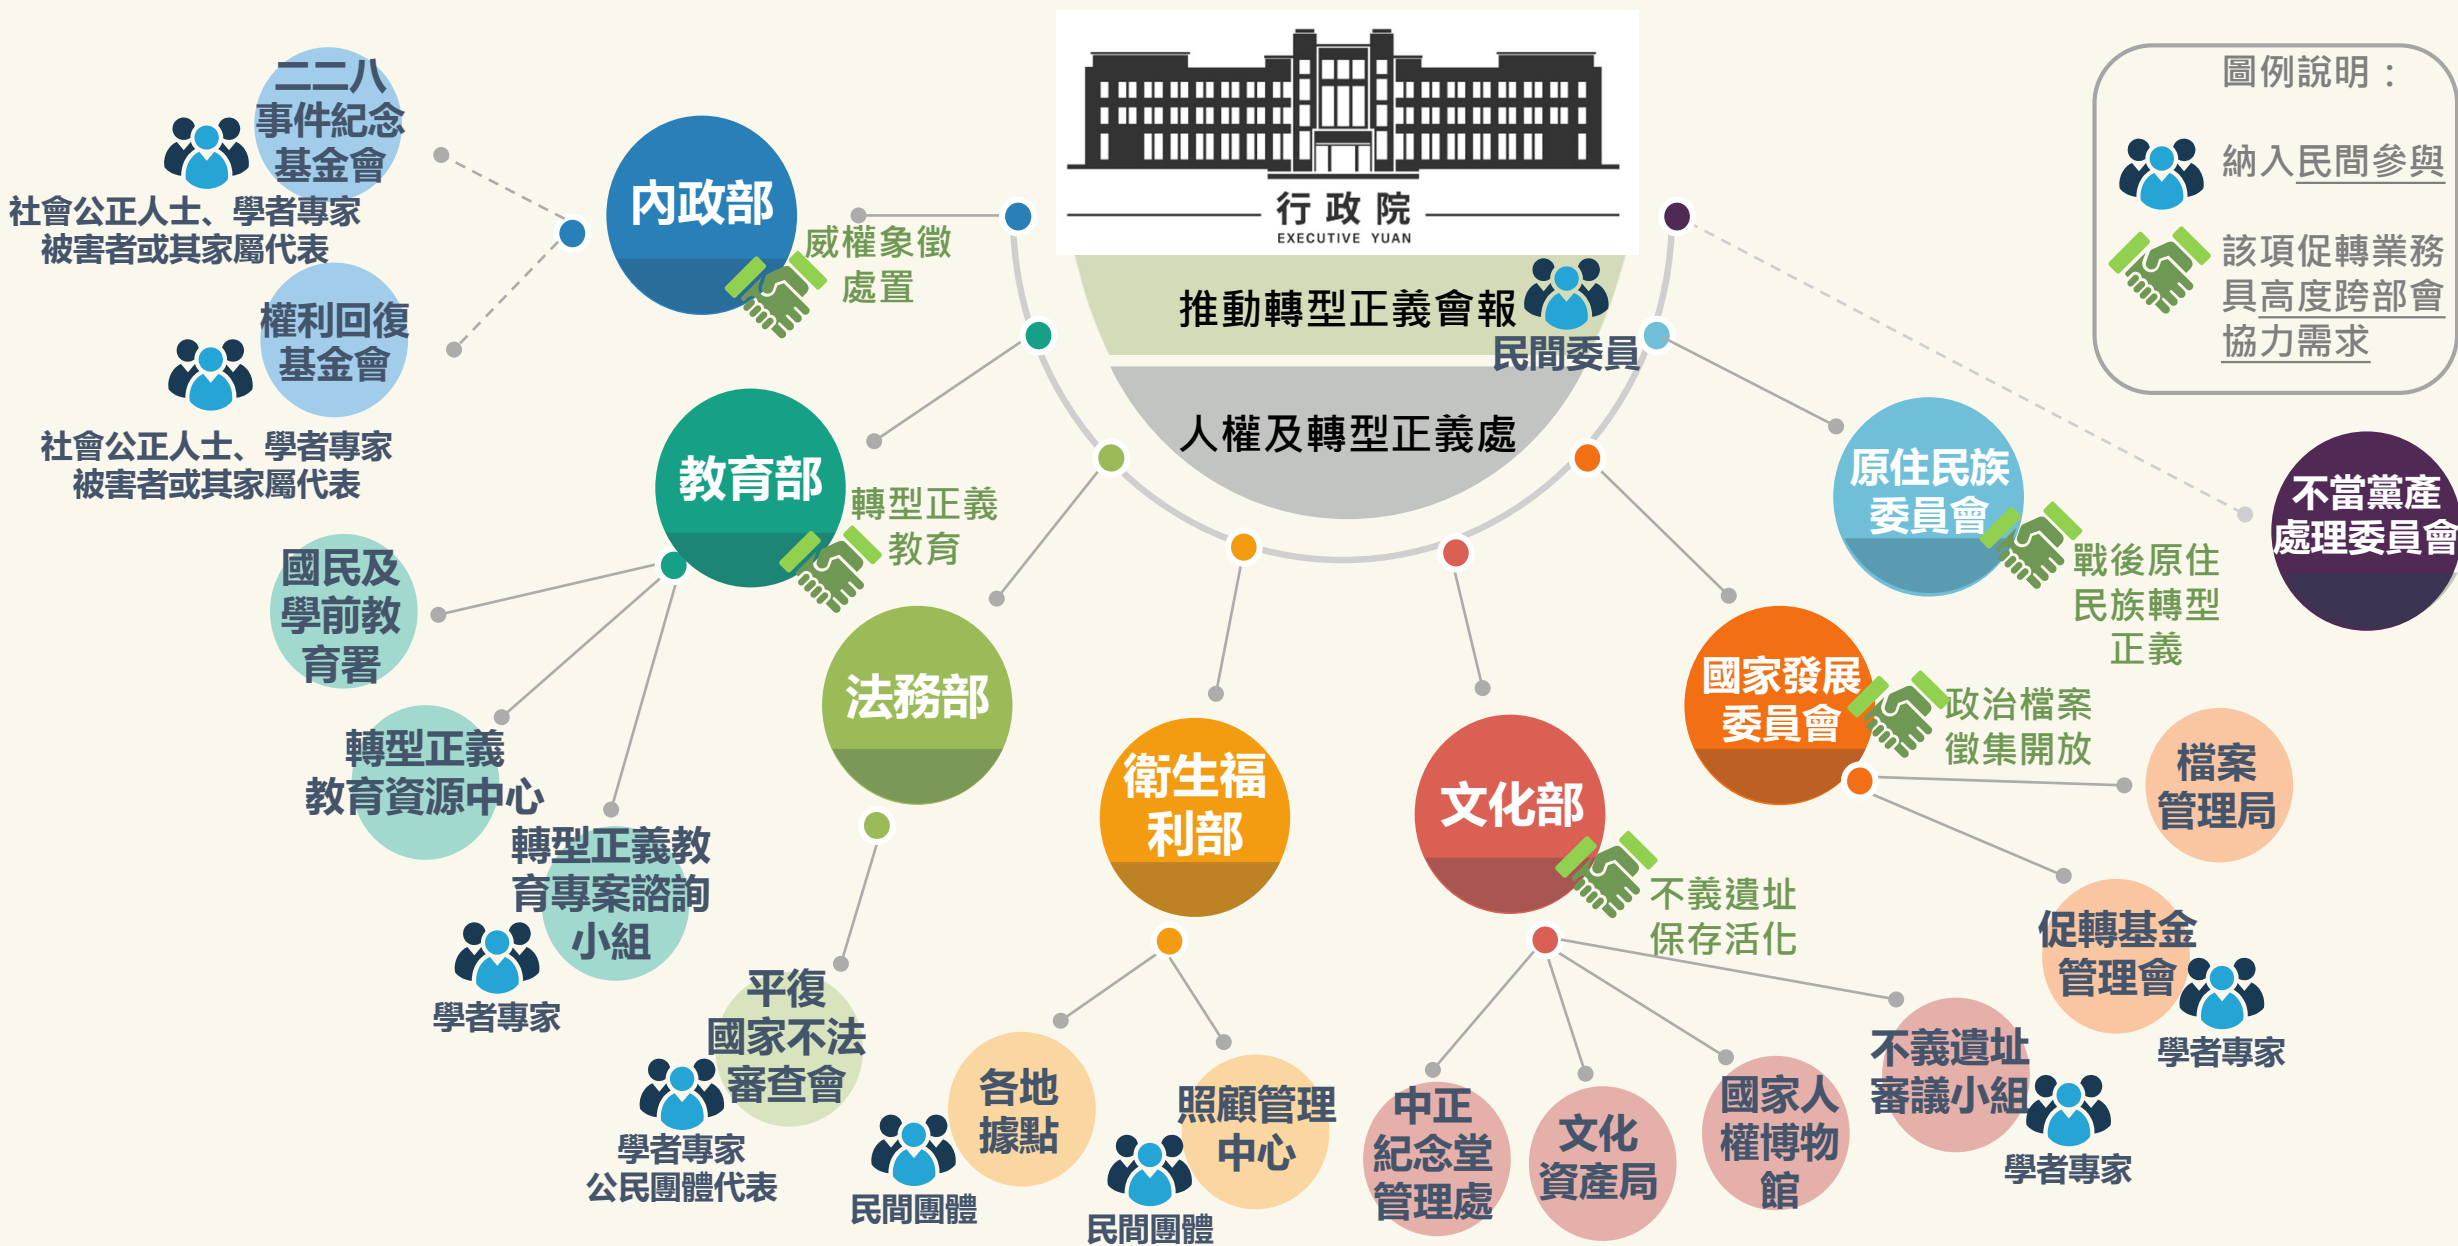 行政院
EXECUTIVE YUAN
推動轉型正義會報
民間委員
人權及轉型正義處
圖例說明：
納入民間參與
該項促轉業務
具高度跨部會
協力需求
內政部
威權象徵
處置
二二八
事件紀念
基金會
社會公正人士、學者專家
被害者或其家屬代表
權利回復
基金會
社會公正人士、學者專家
被害者或其家屬代表
教育部
轉型正義
教育
國民及
學前教
育署
轉型正義
教育資源中心
轉型正義教
育專案諮詢
小組
學者專家
法務部
平復
國家不法
審查會
學者專家
公民團體代表
衛生福
利部
各地
據點
民間團體
照顧管理
中心
民間團體
文化部
不義遺址
保存活化
中正
紀念堂
管理處
文化
資產局
國家人
權博物
館
不義遺址
審議小組
學者專家
國家發展
委員會
政治檔案
徵集開放
檔案
管理局
促轉基金
管理會
學者專家
原住民族
委員會
戰後原住
民族轉型
正義
不當黨產
處理委員會